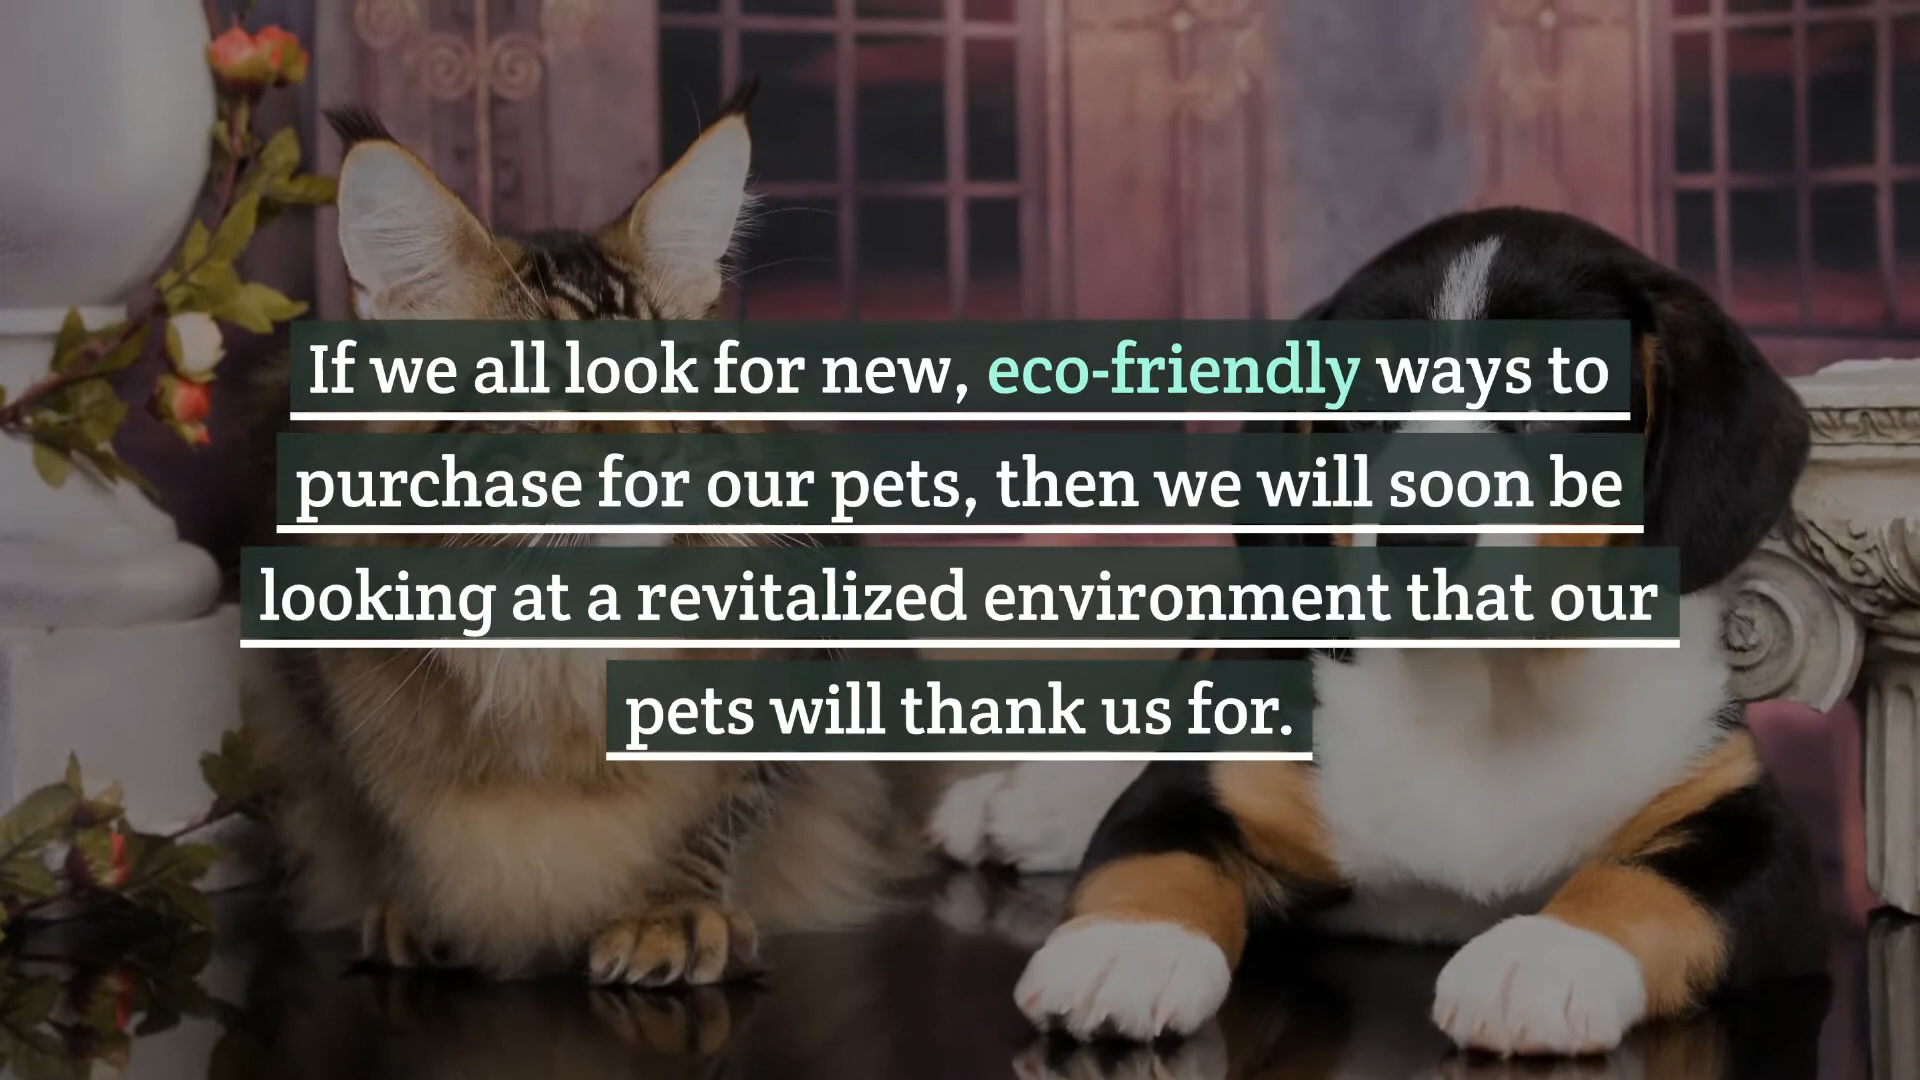 If we all look for new, eco-friendly ways to
purchase for our pets, then we will soon be
looking at a revitalized environment that our
pets will thank us for.